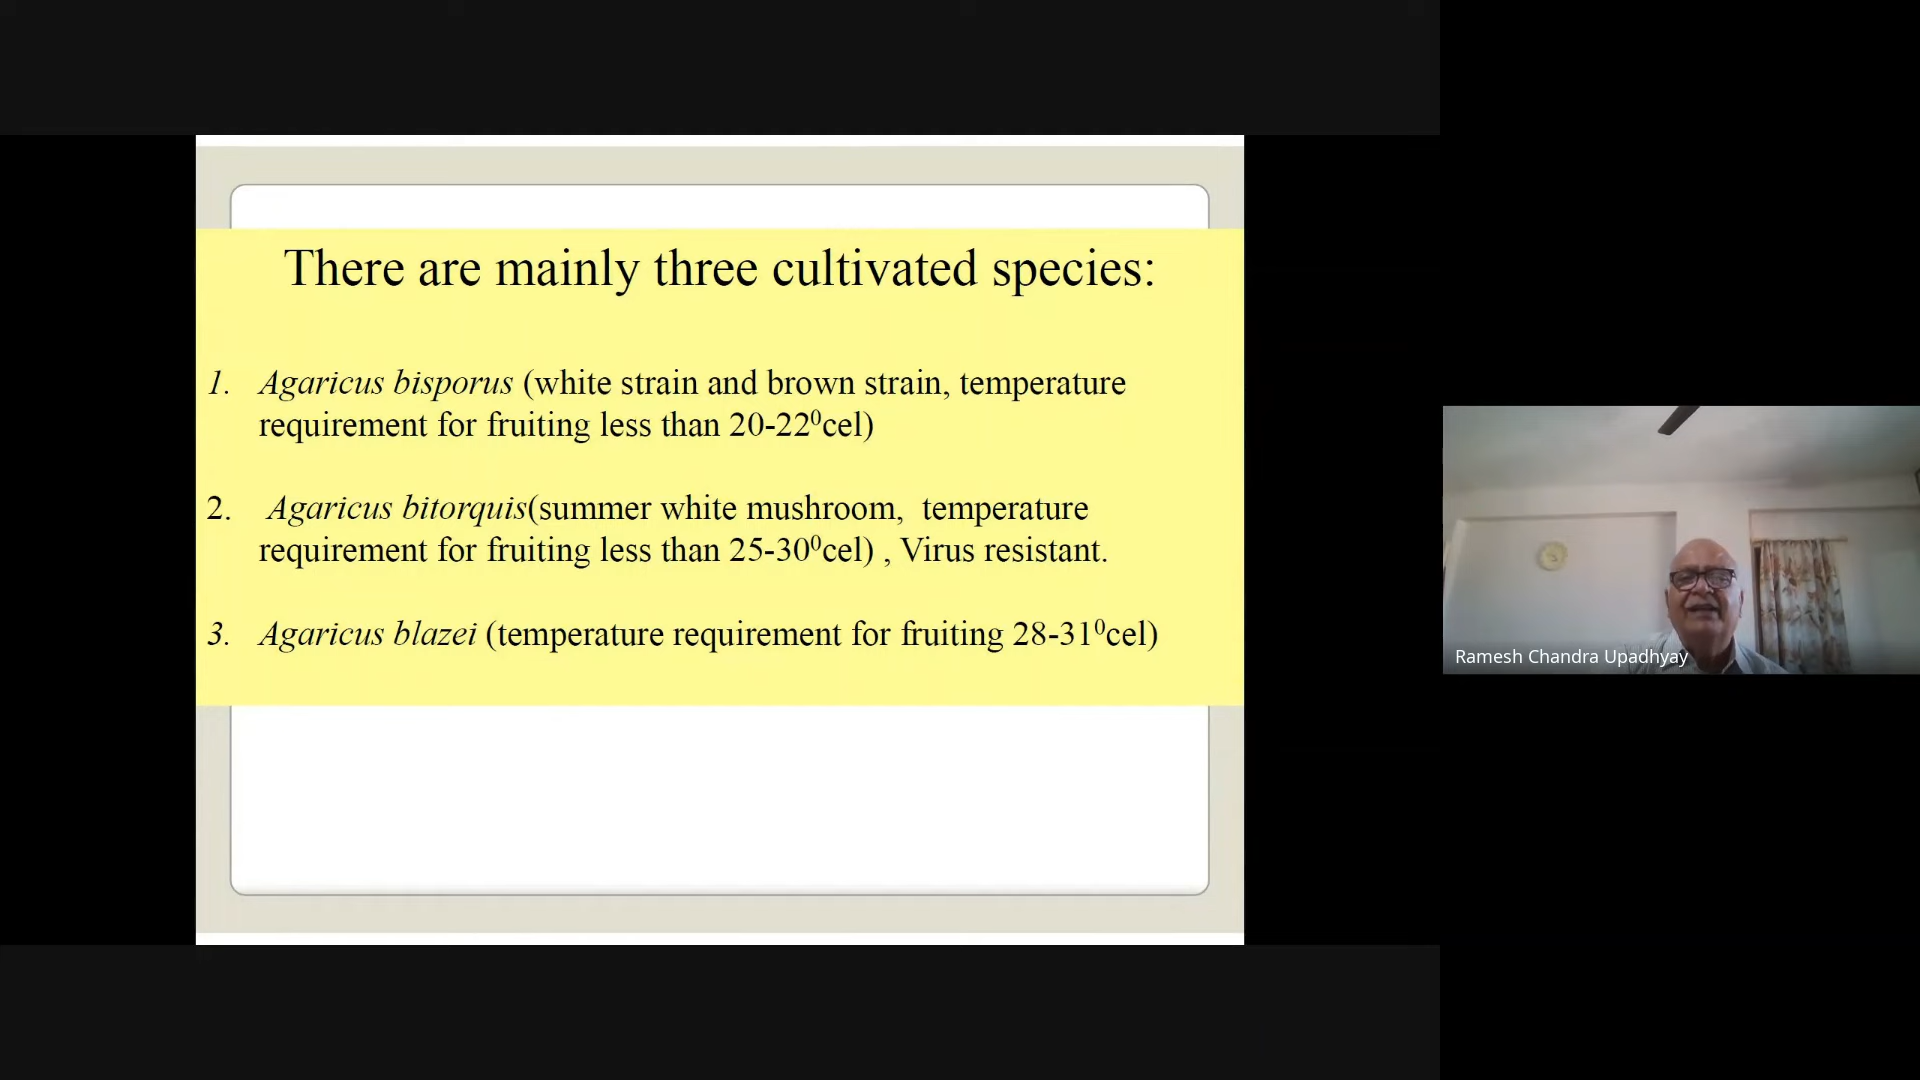 There are mainly three cultivated species:
1. Agaricus bisporus (white strain and brown strain, temperature
requirement for fruiting less than 20-22⁰cel)
2. Agaricus bitorquis(summer white mushroom, temperature
requirement for fruiting less than 25-30⁰cel) , Virus resistant.
3. Agaricus blazei (temperature requirement for fruiting 28-31⁰cel)
Ramesh Chandra Upadhyay